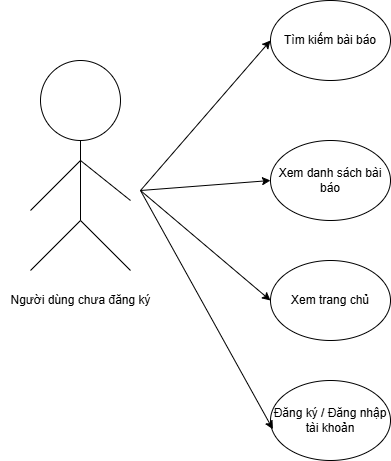 Tìm kiếm bài báo
Xem danh sách bài
báo
Người dùng chưa đăng ký
Xem trang chủ
Đăng ký / Đăng nhập
tài khoản